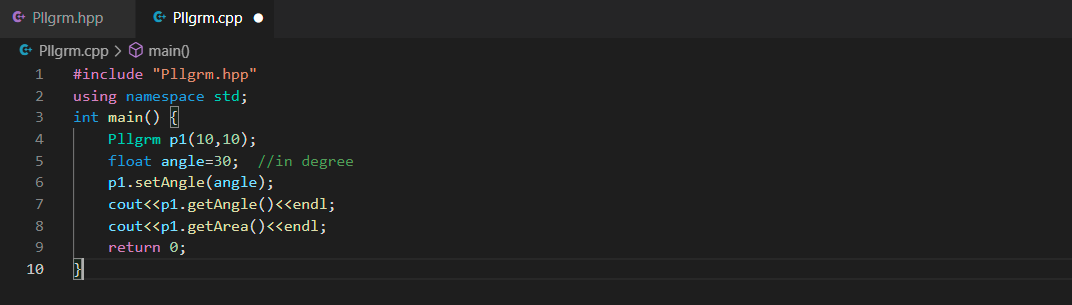 Pllgrm.hpp Pllgrm.cpp
Pllgrm.cpp > main()
1 #include "Pllgrm.hpp"
2 using namespace std;
3 int main() {
4 Pllgrm p1(10,10);
5 float angle=30;  //in degree
6 p1.setAngle(angle);
7 cout<<p1.getAngle()<<endl;
8 cout<<p1.getArea()<<endl;
9 return 0;
10 }